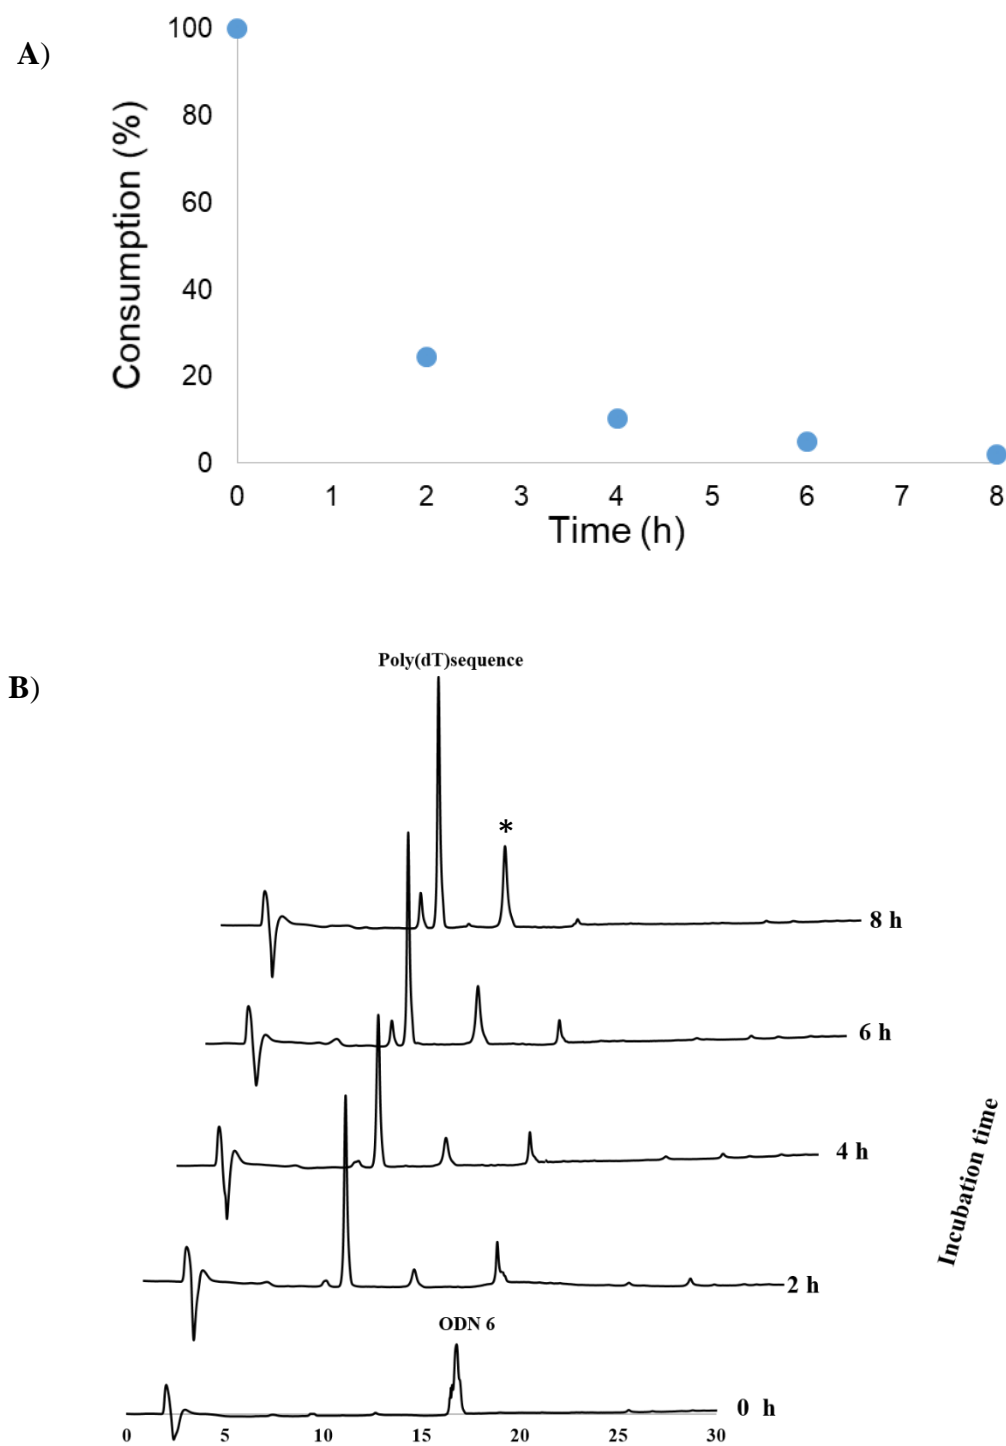 A)
Consumption (%)
100
80
60
40
20
0
0 1 2 3 4 5 6 7 8
Time (h)
B)
Poly(dT)sequence
*
8 h
6 h
4 h
2 h
ODN 6
0 h
Incubation time
0 5 10 15 20 25 30